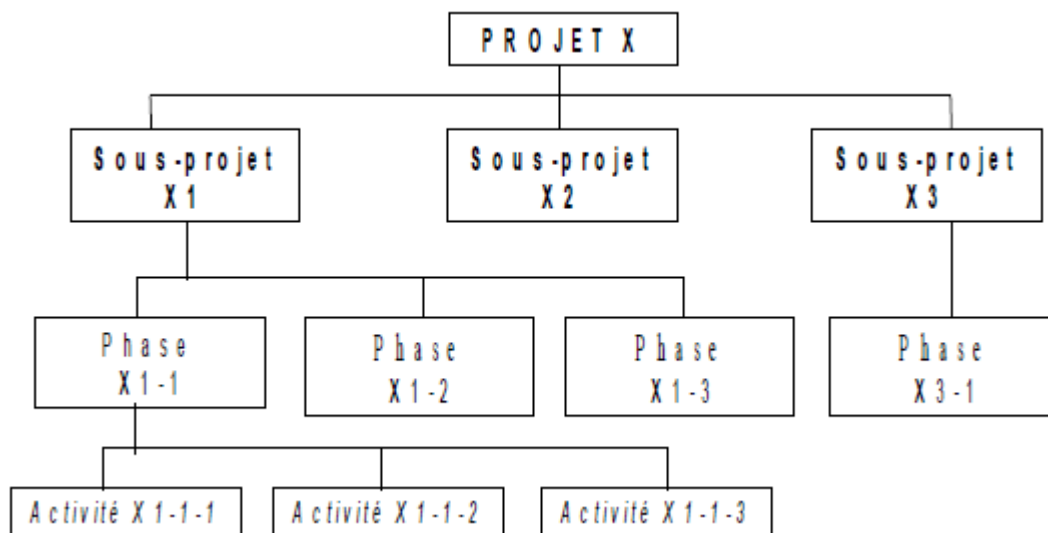 PROJET X
Sous-projet
X1
Sous-projet
X2
Sous-projet
X3
Phase
X1-1
Phase
X1-2
Phase
X1-3
Phase
X3-1
Activité X1-1-1
Activité X1-1-2
Activité X1-1-3